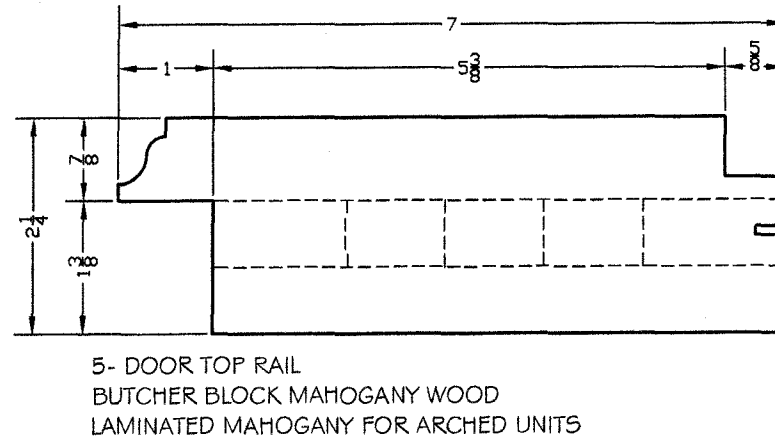 7
1
5 3/8
5/8
7/8
2 1/4
1 3/8
5- DOOR TOP RAIL
BUTCHER BLOCK MAHOGANY WOOD
LAMINATED MAHOGANY FOR ARCHED UNITS